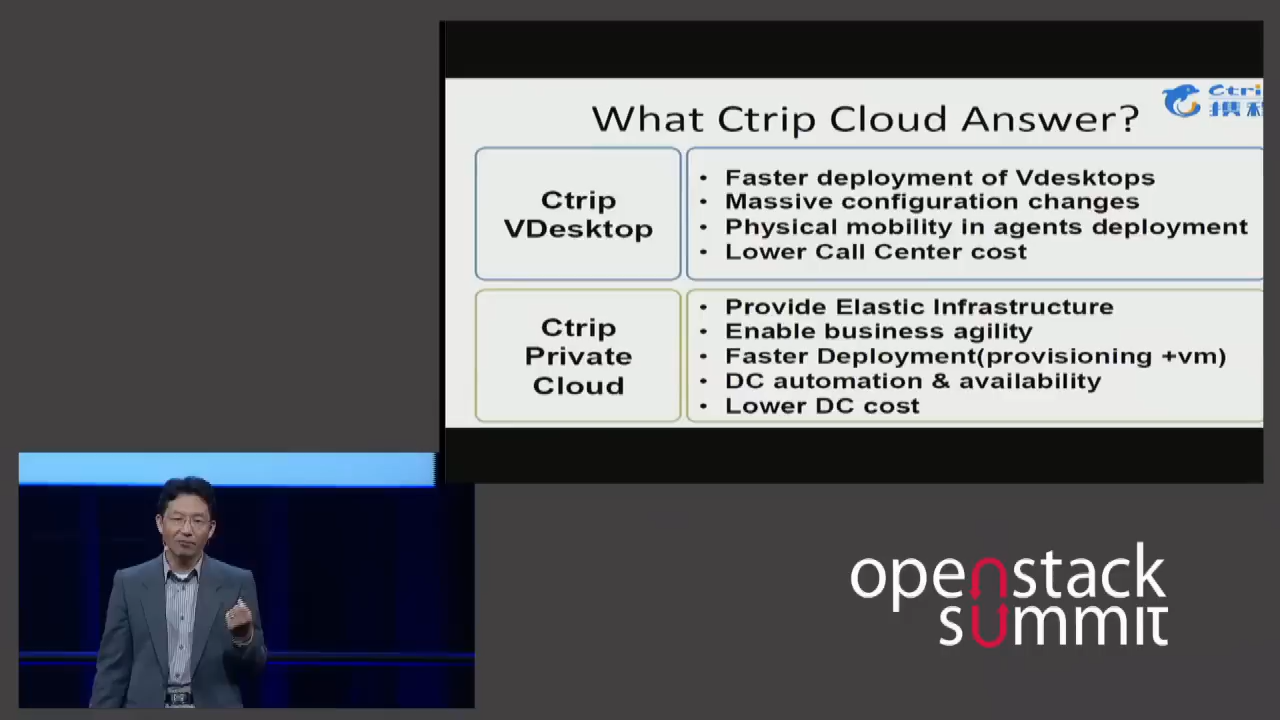 What Ctrip Cloud Answer?
Ctrip
VDesktop
• Faster deployment of Vdesktops
• Massive configuration changes
• Physical mobility in agents deployment
• Lower Call Center cost
Ctrip
Private
Cloud
• Provide Elastic Infrastructure
• Enable business agility
• Faster Deployment(provisioning +vm)
• DC automation & availability
• Lower DC cost
openstack
summit